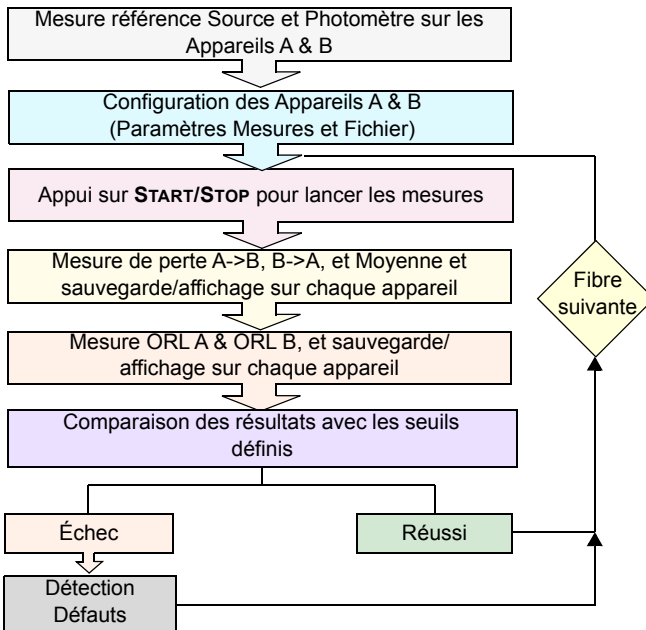 Mesure référence Source et Photomètre sur les
Appareils A & B
Configuration des Appareils A & B
(Paramètres Mesures et Fichier)
Appui sur START/STOP pour lancer les mesures
Mesure de perte A->B, B->A, et Moyenne et
sauvegarde/affichage sur chaque appareil
Fibre
suivante
Mesure ORL A & ORL B, et sauvegarde/
affichage sur chaque appareil
Comparaison des résultats avec les seuils
définis
Échec
Réussi
Détection
Défauts